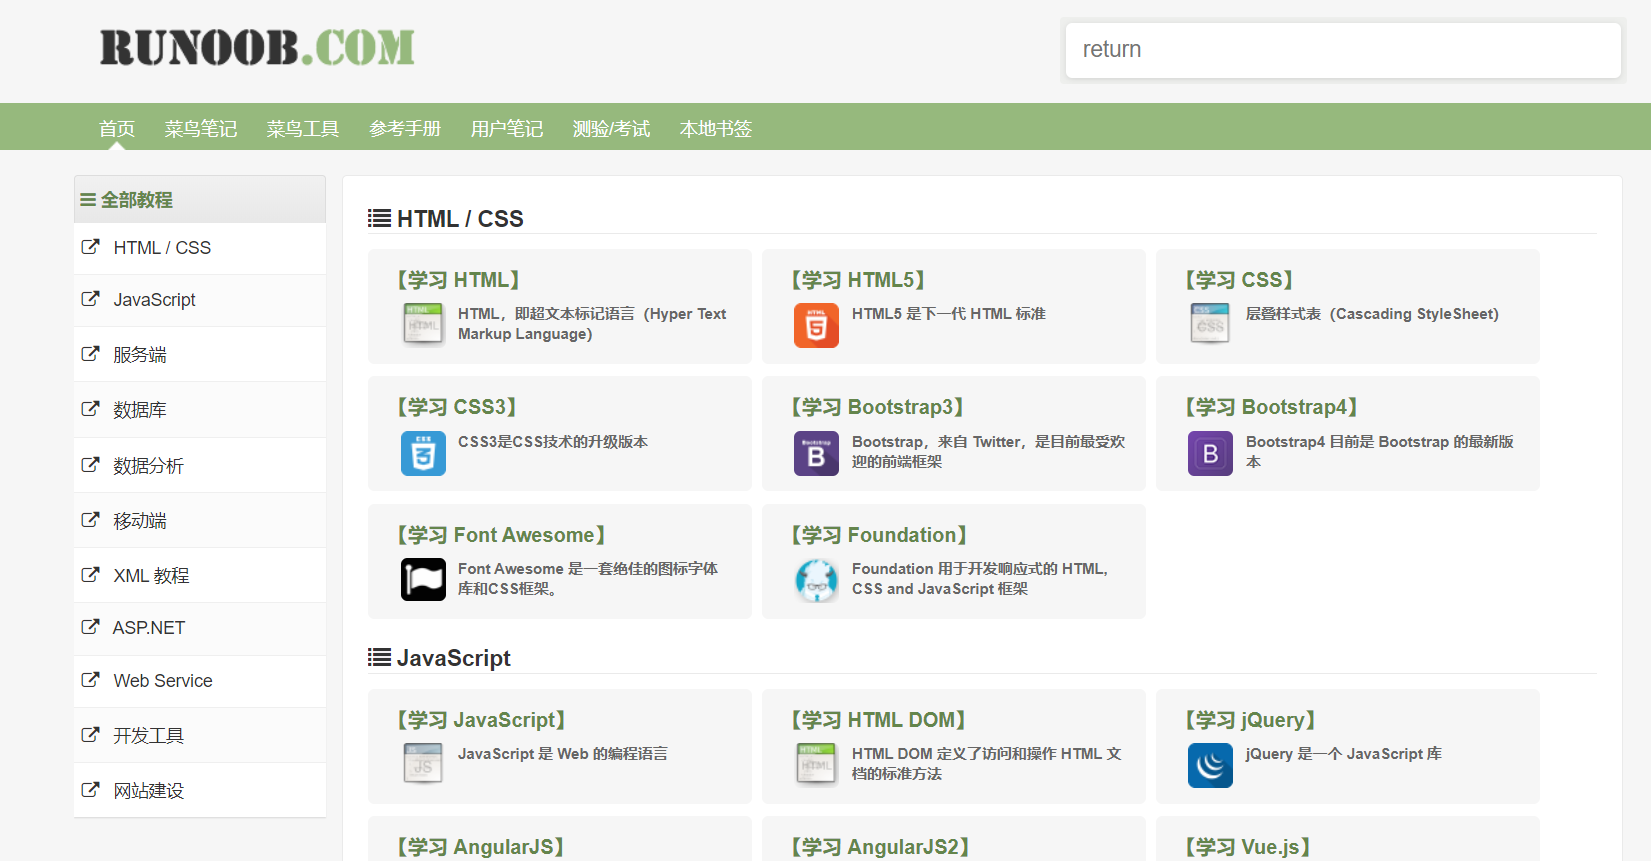 RUNOOB.COM
return
首页 菜鸟笔记 菜鸟工具 参考手册 用户笔记 测验/考试 本地书签
全部教程
HTML / CSS
JavaScript
服务端
数据库
数据分析
移动端
XML 教程
ASP.NET
Web Service
开发工具
网站建设
HTML / CSS
【学习 HTML】
HTML
HTML
HTML，即超文本标记语言（Hyper Text
Markup Language）
【学习 HTML5】
HTML
5
HTML5 是下一代 HTML 标准
【学习 CSS】
CSS
CSS
层叠样式表（Cascading StyleSheet)
【学习 CSS3】
CSS
3
CSS3是CSS技术的升级版本
【学习 Bootstrap3】
Bootstrap
B
Bootstrap，来自 Twitter，是目前最受欢
迎的前端框架
【学习 Bootstrap4】
B
Bootstrap4 目前是 Bootstrap 的最新版
本
【学习 Font Awesome】
Font Awesome 是一套绝佳的图标字体
库和CSS框架。
【学习 Foundation】
Foundation 用于开发响应式的 HTML,
CSS and JavaScript 框架
JavaScript
【学习 JavaScript】
JS
JS
JavaScript 是 Web 的编程语言
【学习 HTML DOM】
HTML
HTML
HTML DOM 定义了访问和操作 HTML 文
档的标准方法
【学习 jQuery】
jQuery 是一个 JavaScript 库
【学习 AngularJS】
【学习 AngularJS2】
【学习 Vue.js】